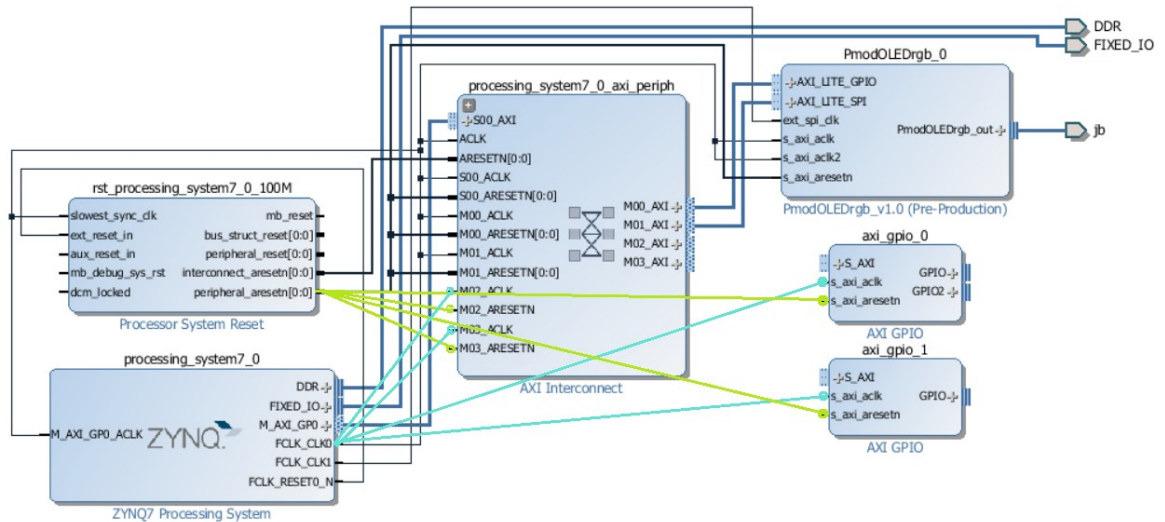 DDR
FIXED_IO
PmodOLEDrgb_0
AXI_LITE_GPIO
AXI_LITE_SPI
ext_spi_clk
s_axi_aclk
s_axi_aclk2
s_axi_aresetn
PmodOLEDrgb_out
jb
PmodOLEDrgb_v1.0 (Pre-Production)
processing_system7_0_axi_periph
S00_AXI
ACLK
ARESETN[0:0]
S00_ACLK
S00_ARESETN[0:0]
M00_ACLK
M00_ARESETN[0:0]
M01_ACLK
M01_ARESETN[0:0]
M02_ACLK
M02_ARESETN
M03_ACLK
M03_ARESETN
M00_AXI
M01_AXI
M02_AXI
M03_AXI
AXI Interconnect
rst_processing_system7_0_100M
slowest_sync_clk
ext_reset_in
aux_reset_in
mb_debug_sys_rst
dcm_locked
mb_reset
bus_struct_reset[0:0]
peripheral_reset[0:0]
interconnect_aresetn[0:0]
peripheral_aresetn[0:0]
Processor System Reset
axi_gpio_0
S_AXI
s_axi_aclk
s_axi_aresetn
GPIO
GPIO2
AXI GPIO
processing_system7_0
M_AXI_GP0_ACLK
ZYNQ
DDR
FIXED_IO
M_AXI_GP0
FCLK_CLK0
FCLK_CLK1
FCLK_RESET0_N
ZYNQ7 Processing System
axi_gpio_1
S_AXI
s_axi_aclk
s_axi_aresetn
GPIO
AXI GPIO